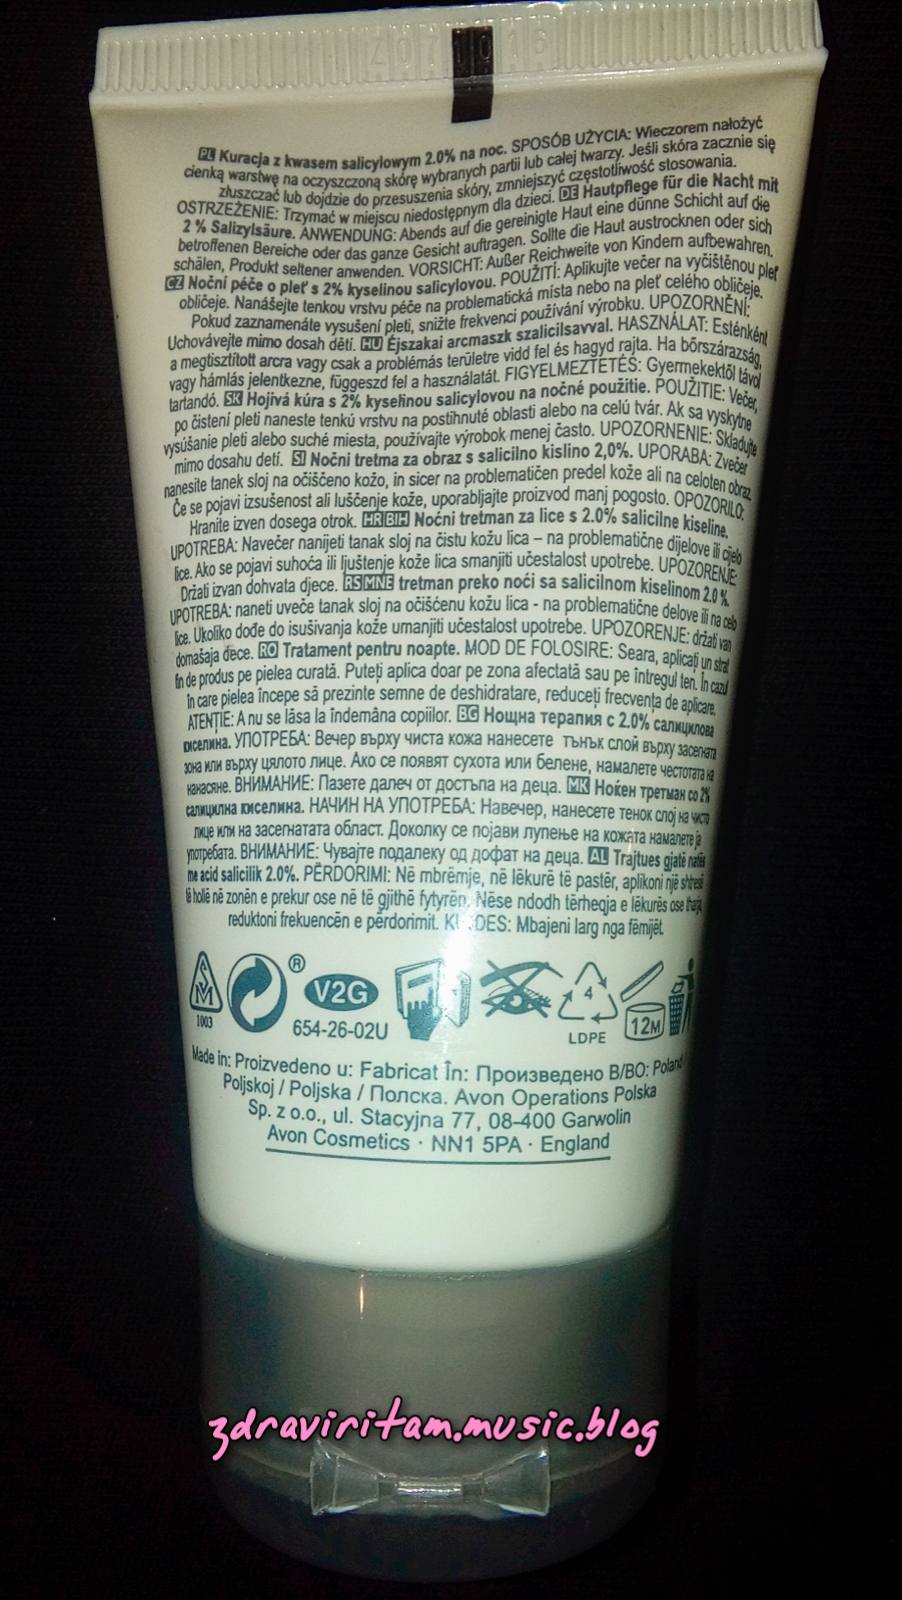 PL Kuracja z kwasem salicylowym 2.0% na noc. SPOSÓB UŻYCIA: Wieczorem nałożyć
cienką warstwę na oczyszczoną skórę wybranych partii lub całej twarzy. Jeśli skóra zacznie się
złuszczać lub dojdzie do przesuszenia skóry, zmniejszyć częstotliwość stosowania.
OSTRZEŻENIE: Trzymać w miejscu niedostępnym dla dzieci. DE Hautpflege für die Nacht mit
2 % Salizylsäure. ANWENDUNG: Abends auf die gereinigte Haut eine dünne Schicht auf die
betroffenen Bereiche oder das ganze Gesicht auftragen. Sollte die Haut austrocknen oder sich
schälen, Produkt seltener anwenden. VORSICHT: Außer Reichweite von Kindern aufbewahren.
CZ Noční péče o pleť s 2% kyselinou salicylovou. POUŽITÍ: Aplikujte večer na vyčištěnou pleť
obličeje. Nanášejte tenkou vrstvu péče na problematická místa nebo na pleť celého obličeje.
Pokud zaznamenáte vysušení pleti, snižte frekvenci používání výrobku. UPOZORNĚNÍ:
Uchovávejte mimo dosah dětí. HU Éjszakai arcmaszk szalicilsavval. HASZNÁLAT: Esténként
a megtisztított arcra vagy csak a problémás területre vidd fel és hagyd rajta. Ha bőrszárazság,
vagy hámlás jelentkezne, függeszd fel a használatát. FIGYELMEZTETÉS: Gyermekektől távol
tartandó. SK Hojivá kúra s 2% kyselinou salicylovou na nočné použitie. POUŽITIE: Večer,
po čistení pleti naneste tenkú vrstvu na postihnuté oblasti alebo na celú tvár. Ak sa vyskytne
vysúšanie pleti alebo suché miesta, používajte výrobok menej často. UPOZORNENIE: Skladujte
mimo dosahu detí. SI Nočni tretma za obraz s salicilno kislino 2,0%. UPORABA: Zvečer
nanesite tanek sloj na očiščeno kožo, in sicer na problematičen predel kože ali na celoten obraz.
Če se pojavi izsušenost ali luščenje kože, uporabljajte proizvod manj pogosto. OPOZORILO:
Hranite izven dosega otrok. HR BIH Noćni tretman za lice s 2.0% salicilne kiseline.
UPOTREBA: Navečer nanijeti tanak sloj na čistu kožu lica – na problematične dijelove ili cijelo
lice. Ako se pojavi suhoća ili ljuštenje kože lica smanjiti učestalost upotrebe. UPOZORENJE:
Držati izvan dohvata djece. RS MNE tretman preko noći sa salicilnom kiselinom 2.0 %.
UPOTREBA: naneti uveče tanak sloj na očišćenu kožu lica - na problematične delove ili na celo
lice. Ukoliko dođe do isušivanja kože umanjiti učestalost upotrebe. UPOZORENJE: držati van
domašaja dece. RO Tratament pentru noapte. MOD DE FOLOSIRE: Seara, aplicați un strat
fin de produs pe pielea curată. Puteți aplica doar pe zona afectată sau pe întregul ten. În cazul
în care pielea începe să prezinte semne de deshidratare, reduceți frecvența de aplicare.
ATENȚIE: A nu se lăsa la îndemâna copiilor. BG Нощна терапия с 2.0% салицилова
киселина. УПОТРЕБА: Вечер върху чиста кожа нанесете тънък слой върху засегната
зона или върху цялото лице. Ако се появят сухота или белене, намалете честотата на
нанасяне. ВНИМАНИЕ: Пазете далеч от достъпа на деца. MK Ноќен третман со 2%
салицилна киселина. НАЧИН НА УПОТРЕБА: Навечер, нанесете тенок слој на чисто
лице или на засегнатата област. Доколку се појави лупење на кожата намалете ја
употребата. ВНИМАНИЕ: Чувајте подалеку од дофат на деца. AL Trajtues gjatë natës
me acid salicilik 2.0%. PËRDORIMI: Në mbrëmje, në lëkurë të pastër, aplikoni një shtresë
të hollë në zonën e prekur ose në të gjithë fytyrën. Nëse ndodh tërheqja e lëkurës ose tharja,
reduktoni frekuencën e përdorimit. Mbajeni larg nga fëmijët.
SM 1003 ® V2G 654-26-02U 4 LDPE 12M
Made in: Proizvedeno u: Fabricat în: Произведено В/ВО: Poland /
Poljskoj / Poljska / Полска. Avon Operations Polska
Sp. z o.o., ul. Stacyjna 77, 08-400 Garwolin
Avon Cosmetics · NN1 5PA · England
zdraviritam.music.blog